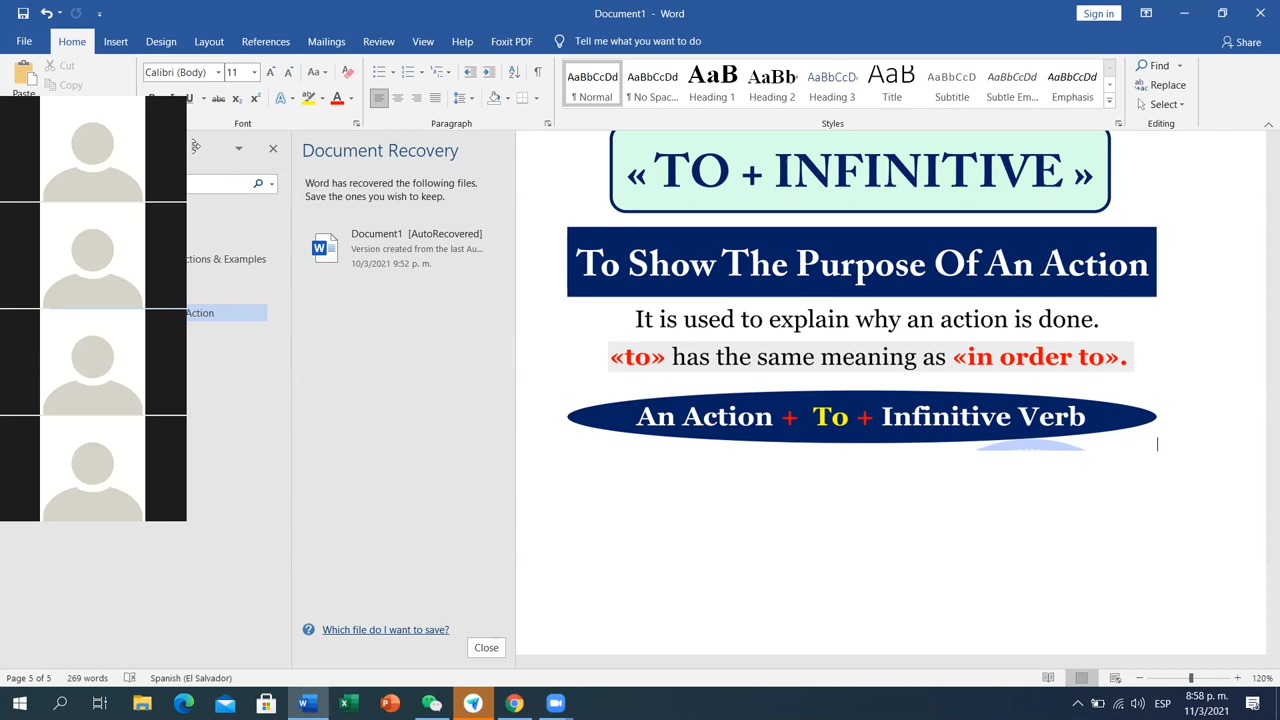 Document1 - Word
Sign in
File Home Insert Design Layout References Mailings Review View Help Foxit PDF Tell me what you want to do Share
Paste
Cut
Copy
Calibri (Body) 11
Font
Paragraph
AaBbCcDd AaBbCcDd AaB AaBb AaBbCcD AaB AaBbCcD AaBbCcDd AaBbCcDd
¶ Normal ¶ No Spac... Heading 1 Heading 2 Heading 3 Title Subtitle Subtle Em... Emphasis
Styles
Find
Replace
Select
Editing
ctions & Examples
Action
Document Recovery
Word has recovered the following files.
Save the ones you wish to keep.
Document1 [AutoRecovered]
Version created from the last Au...
10/3/2021 9:52 p. m.
Which file do I want to save?
Close
« TO + INFINITIVE »
To Show The Purpose Of An Action
It is used to explain why an action is done.
«to» has the same meaning as «in order to».
An Action + To + Infinitive Verb
Page 5 of 5 269 words Spanish (El Salvador) 120%
ESP
8:58 p. m.
11/3/2021